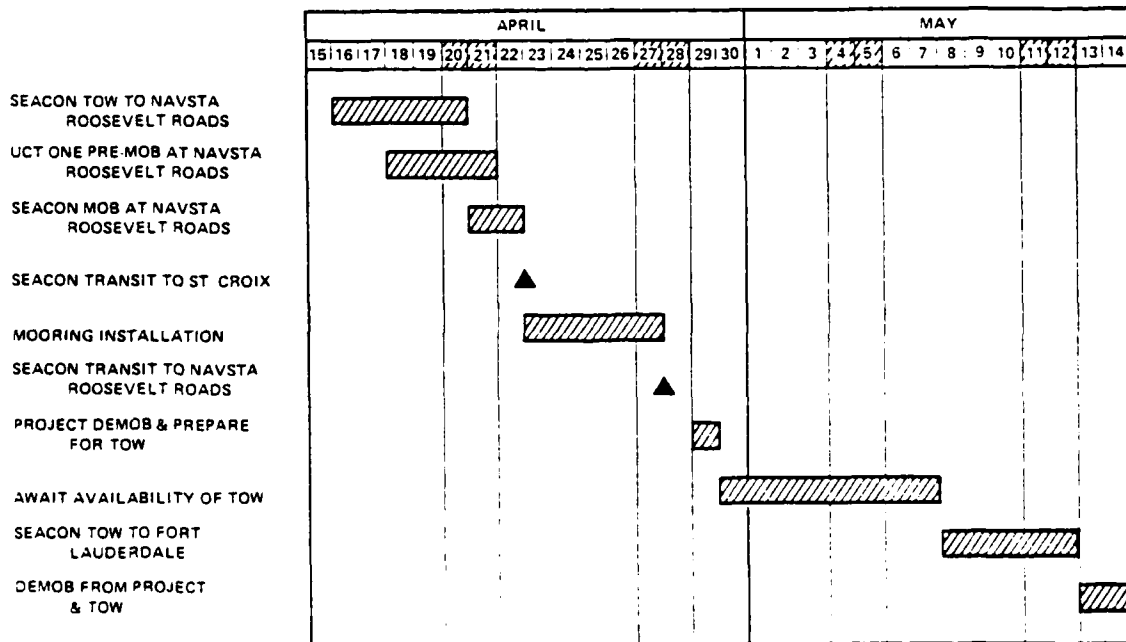 APRIL MAY
15 16 17 18 19 20 21 22 23 24 25 26 27 28 29 30 1 2 3 4 5 6 7 8 9 10 11 12 13 14
SEACON TOW TO NAVSTA
ROOSEVELT ROADS
UCT ONE PRE-MOB AT NAVSTA
ROOSEVELT ROADS
SEACON MOB AT NAVSTA
ROOSEVELT ROADS
SEACON TRANSIT TO ST CROIX
MOORING INSTALLATION
SEACON TRANSIT TO NAVSTA
ROOSEVELT ROADS
PROJECT DEMOB & PREPARE
FOR TOW
AWAIT AVAILABILITY OF TOW
SEACON TOW TO FORT
LAUDERDALE
DEMOB FROM PROJECT
& TOW